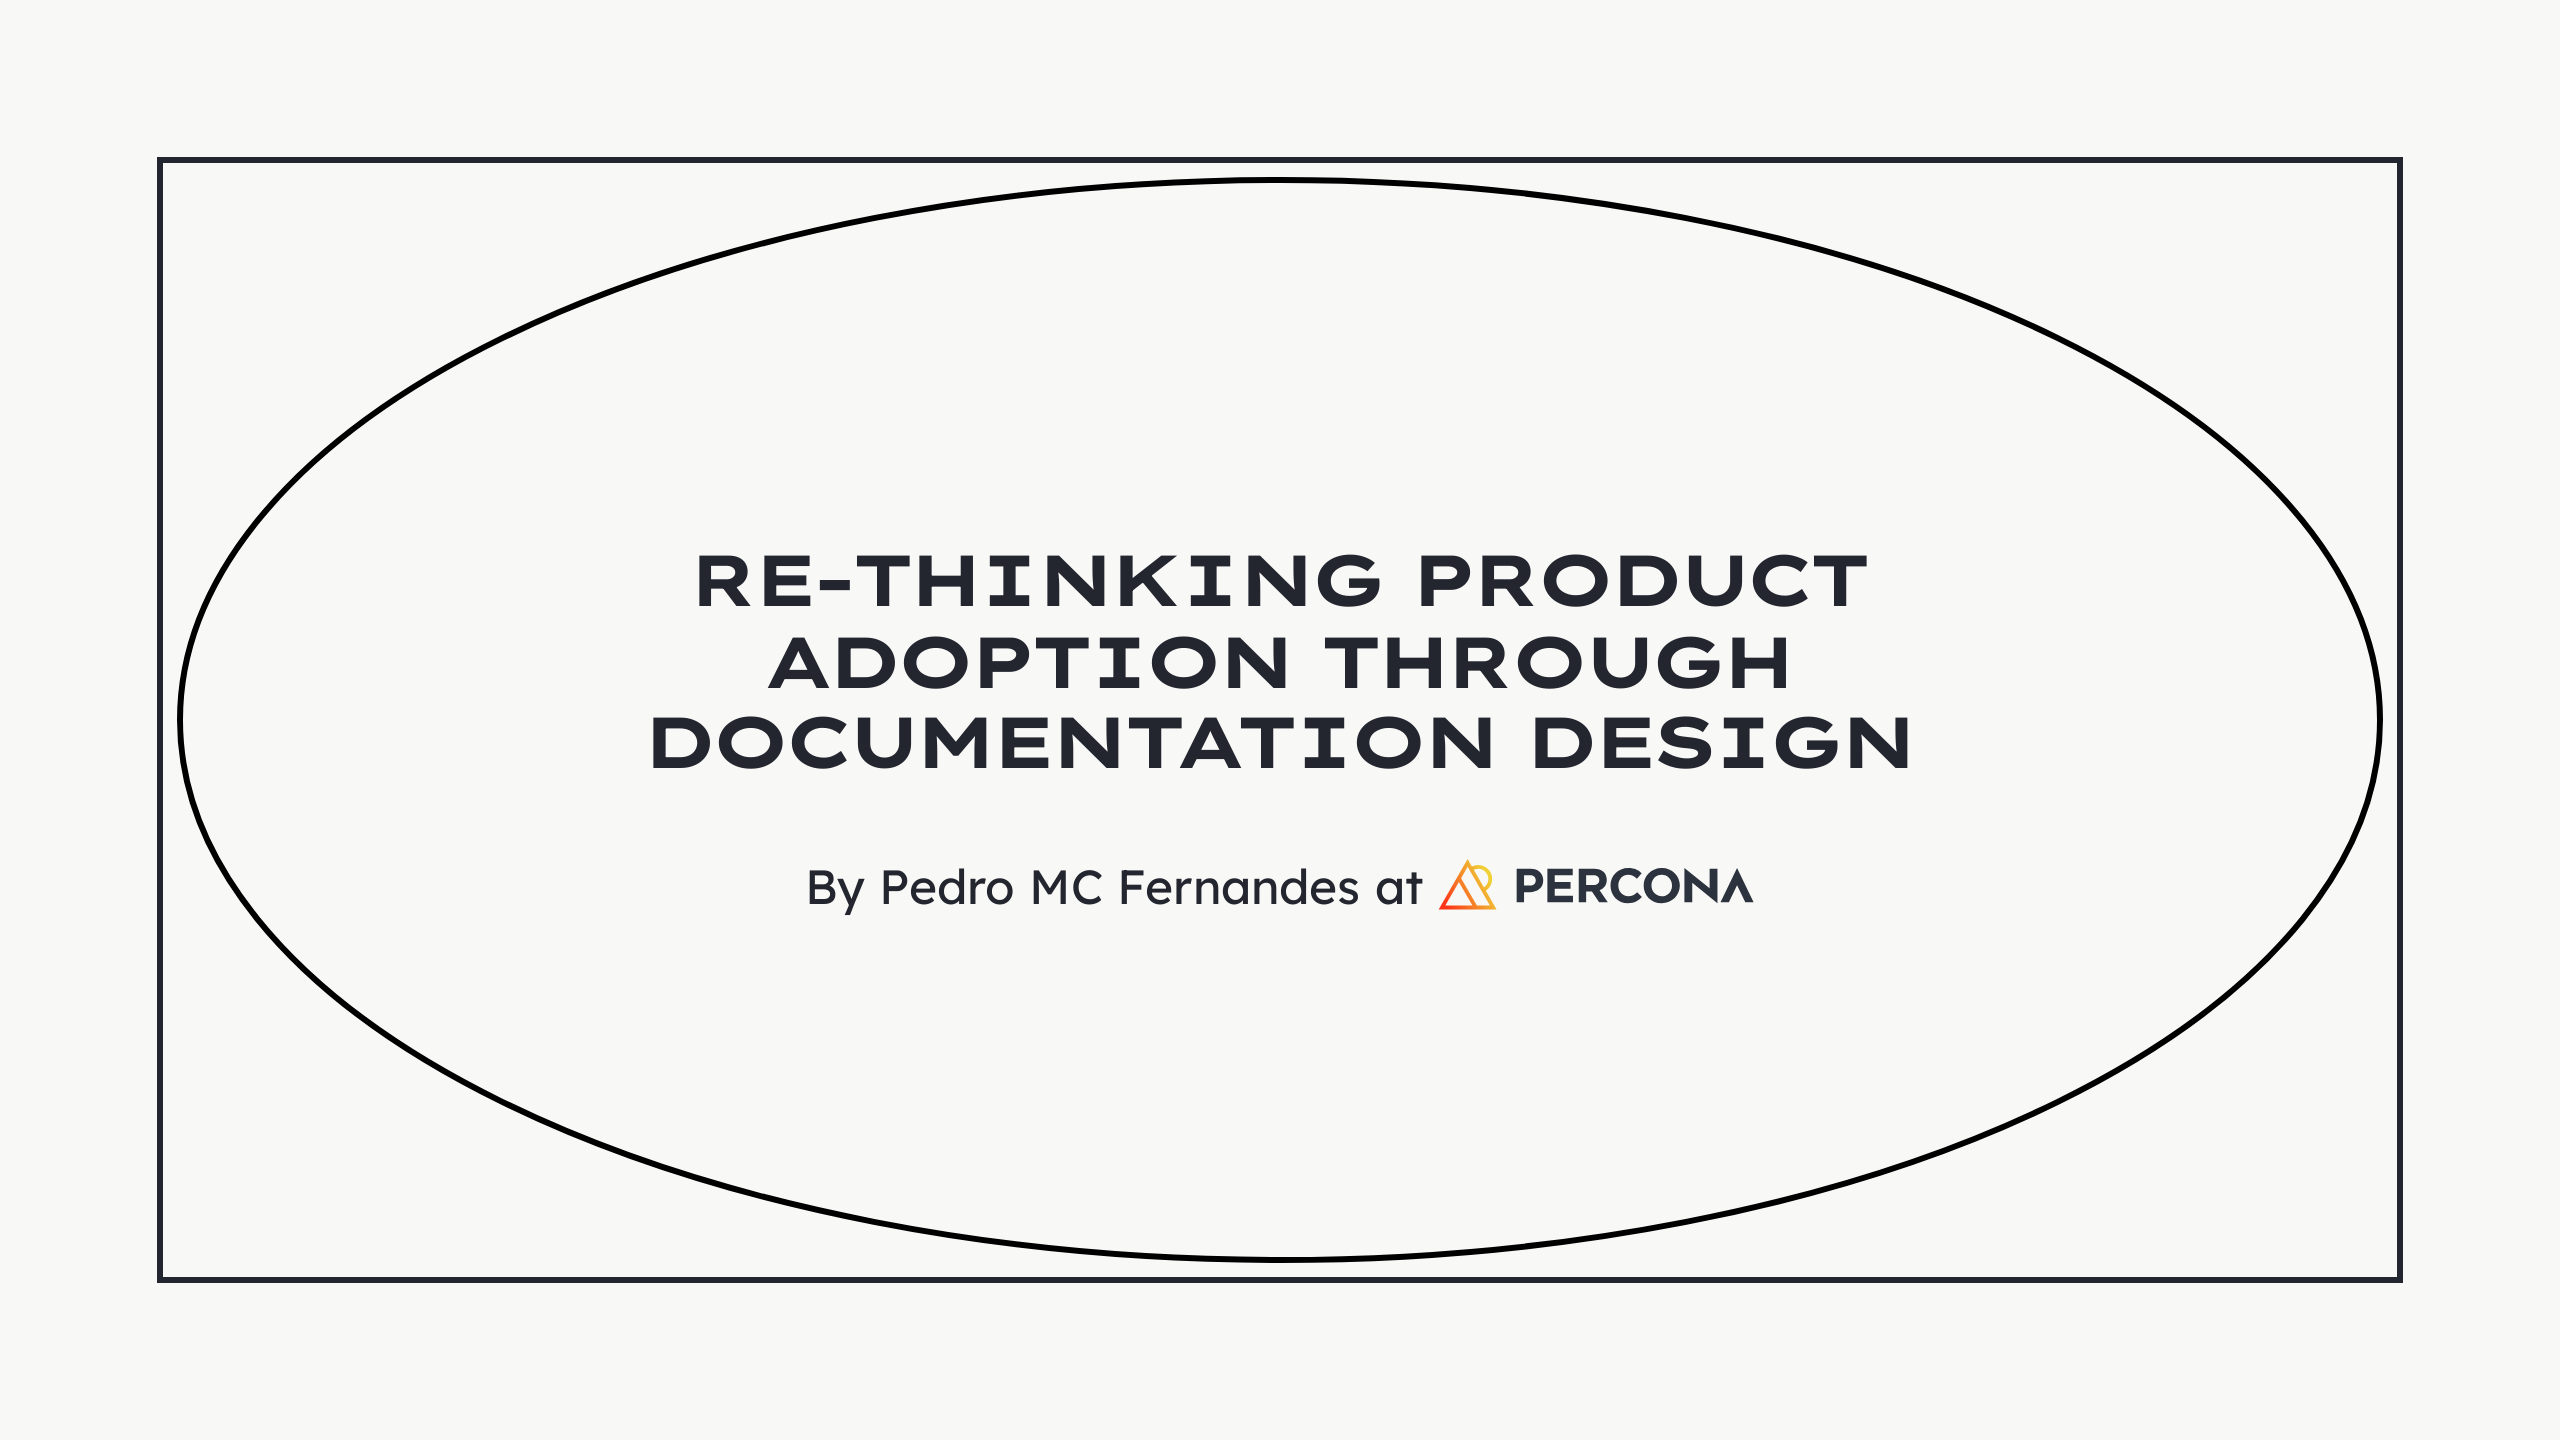 RE-THINKING PRODUCT
ADOPTION THROUGH
DOCUMENTATION DESIGN
By Pedro MC Fernandes at PERCONA